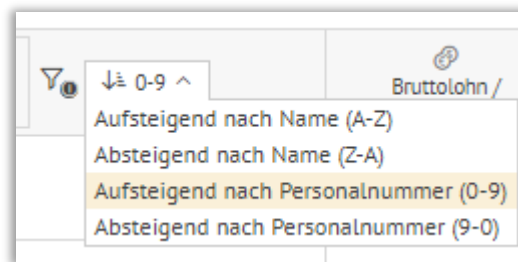 0-9
Bruttolohn /
Aufsteigend nach Name (A-Z)
Absteigend nach Name (Z-A)
Aufsteigend nach Personalnummer (0-9)
Absteigend nach Personalnummer (9-0)